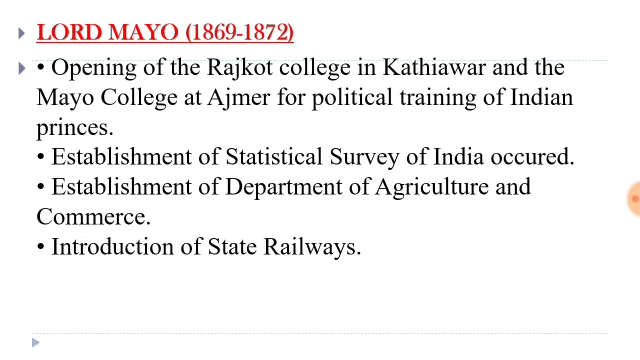 LORD MAYO (1869-1872)
• Opening of the Rajkot college in Kathiawar and the
Mayo College at Ajmer for political training of Indian
princes.
• Establishment of Statistical Survey of India occured.
• Establishment of Department of Agriculture and
Commerce.
• Introduction of State Railways.